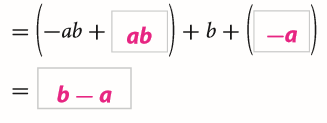 = (−ab + ab) + b + (−a)
= b − a